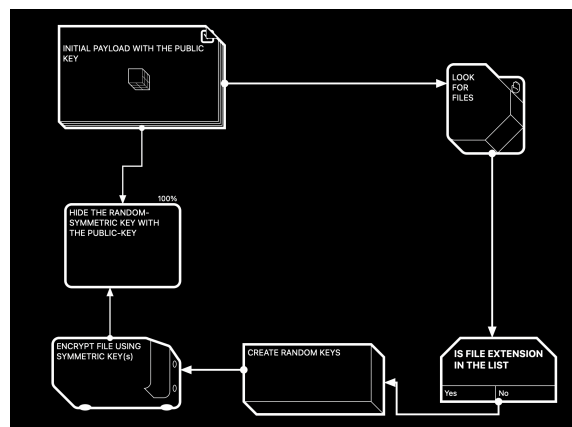 INITIAL PAYLOAD WITH THE PUBLIC
KEY
LOOK
FOR
FILES
100%
HIDE THE RANDOM-
SYMMETRIC KEY WITH
THE PUBLIC-KEY
ENCRYPT FILE USING
SYMMETRIC KEY(s)
CREATE RANDOM KEYS
IS FILE EXTENSION
IN THE LIST
Yes No